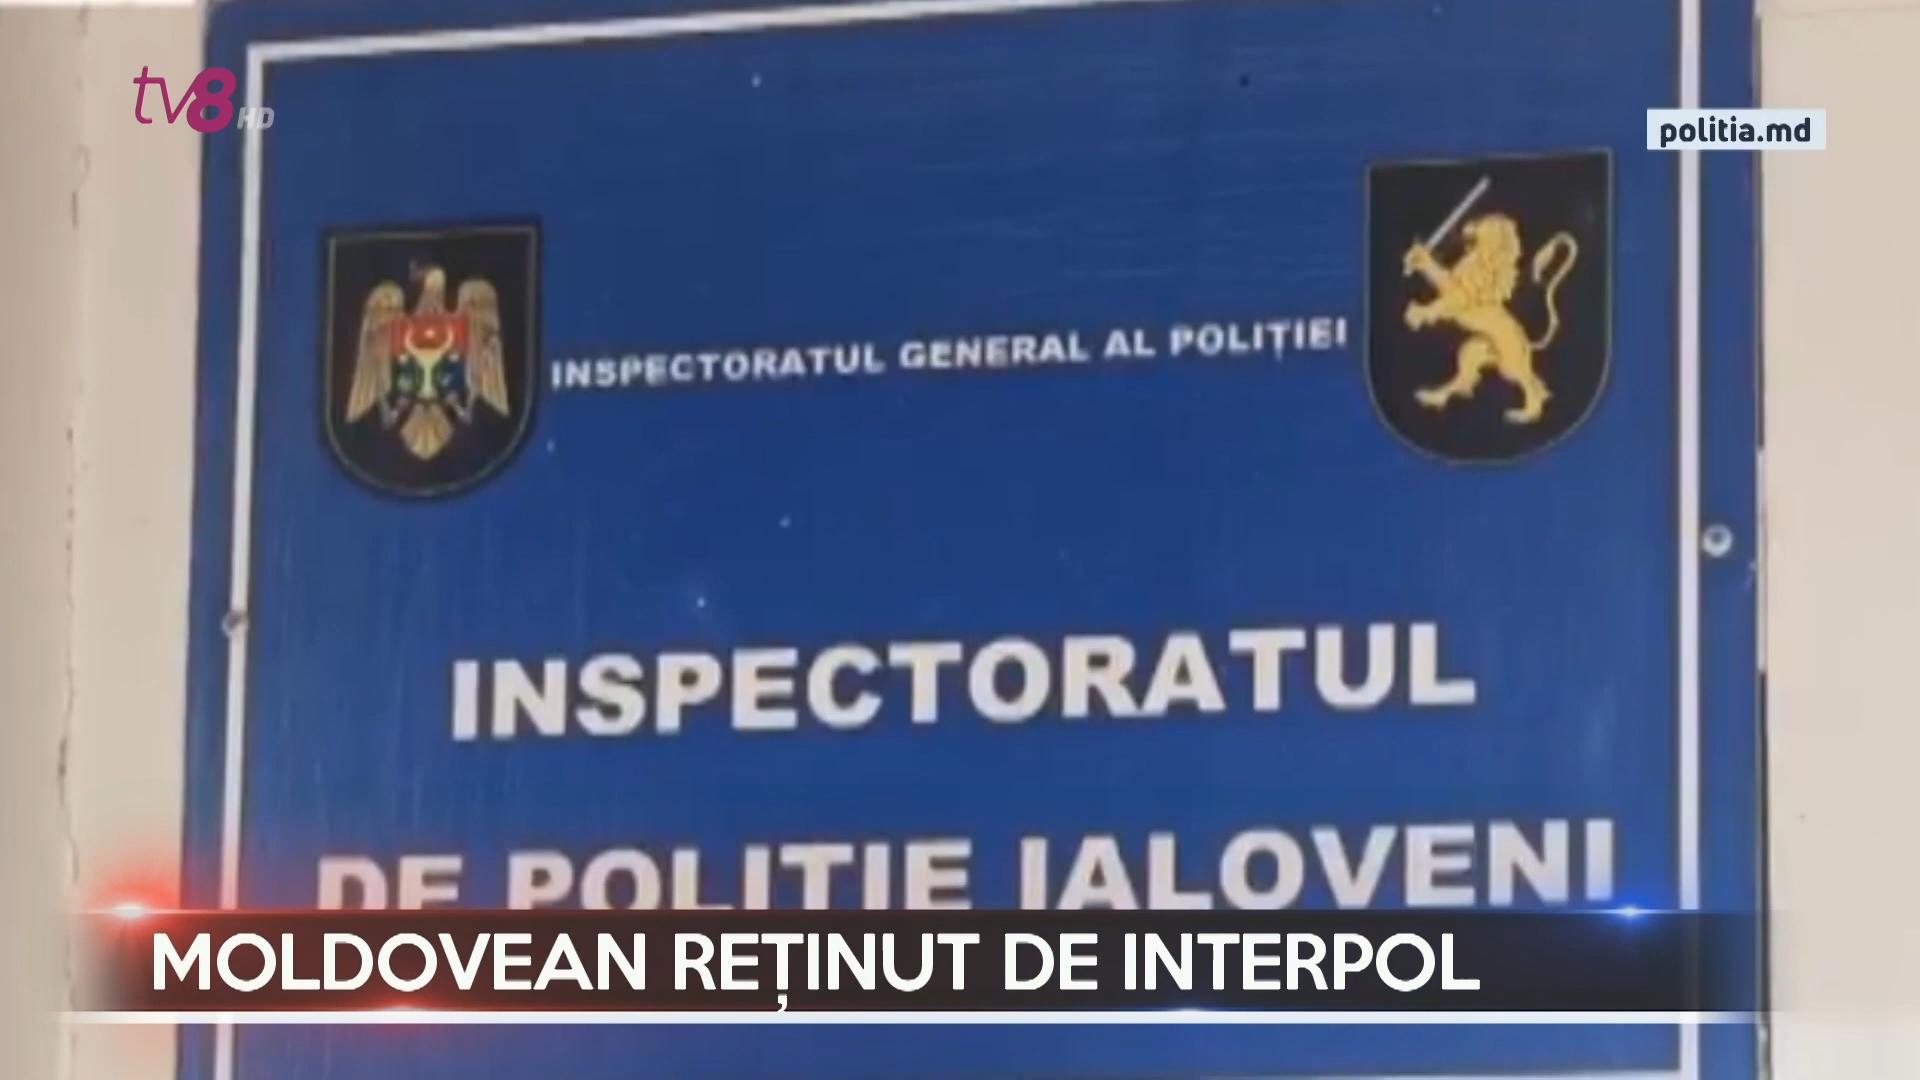 tv8 HD
politia.md
INSPECTORATUL GENERAL AL POLIȚIEI
INSPECTORATUL
DE POLIȚIE IALOVENI
MOLDOVEAN REȚINUT DE INTERPOL